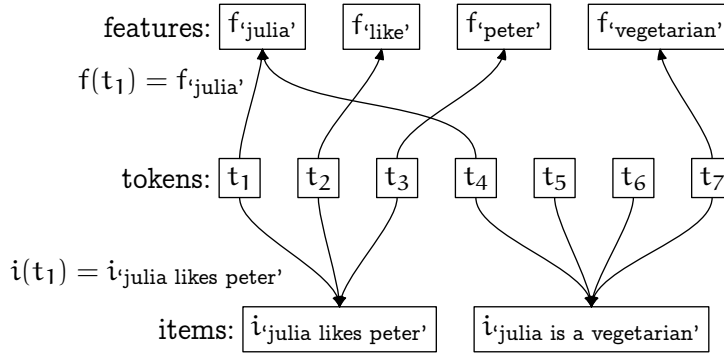 features: f‘julia’ f‘like’ f‘peter’ f‘vegetarian’
f(t1) = f‘julia’
tokens: t1 t2 t3 t4 t5 t6 t7
i(t1) = i‘julia likes peter’
items: i‘julia likes peter’ i‘julia is a vegetarian’